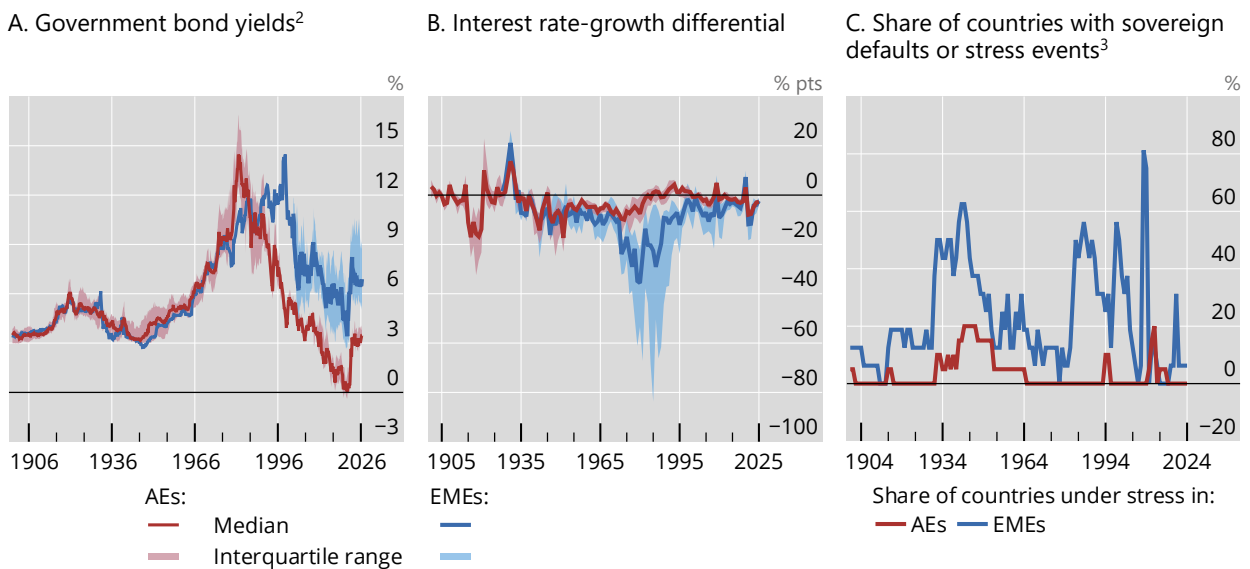 A. Government bond yields2
B. Interest rate-growth differential
C. Share of countries with sovereign
defaults or stress events3
%
15
12
9
6
3
0
−3
1906 1936 1966 1996 2026
% pts
20
0
−20
−40
−60
−80
−100
1905 1935 1965 1995 2025
%
80
60
40
20
0
−20
1904 1934 1964 1994 2024
AEs: EMEs:
Median
Interquartile range
Share of countries under stress in:
AEs EMEs